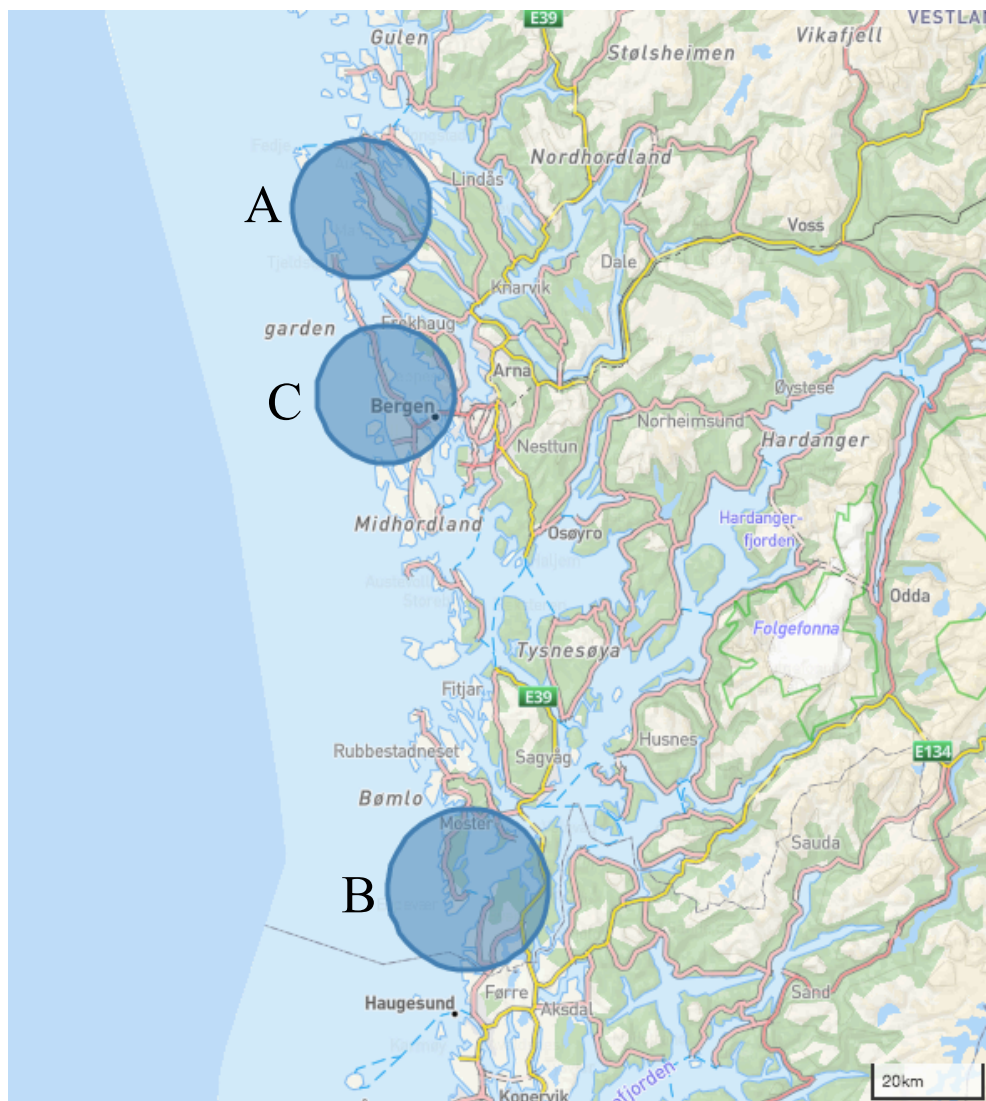 E39
VESTLAN
Gulen
Vikafjell
Stølsheimen
Fedje
Nordhordland
Lindås
A
Voss
Dale
Knarvik
garden
Frekhaug
Arna
C
Bergen
Øystese
Norheimsund
Nesttun
Hardanger
Midhordland
Hardanger-
fjorden
Osøyro
Odda
Folgefonna
Tysnesøya
Fitjar
E39
Husnes
Rubbestadneset
Sagvåg
E134
Bømlo
Moster
Sauda
B
Førre
Sand
Haugesund
Aksdal
20km
Kopervik
efjorden